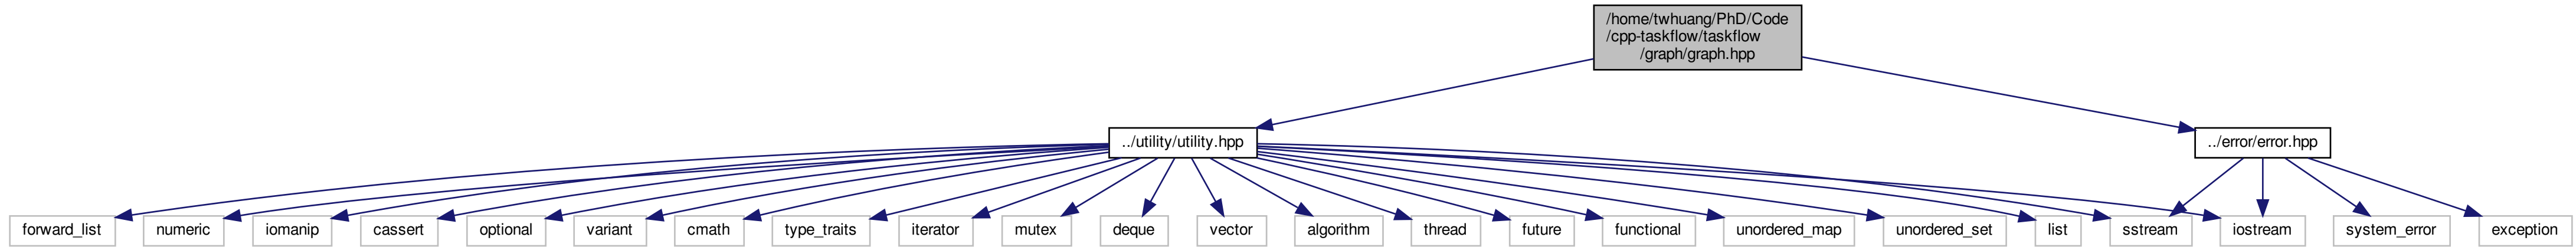 /home/twhuang/PhD/Code
/cpp-taskflow/taskflow
/graph/graph.hpp
../utility/utility.hpp
../error/error.hpp
forward_list
numeric
iomanip
cassert
optional
variant
cmath
type_traits
iterator
mutex
deque
vector
algorithm
thread
future
functional
unordered_map
unordered_set
list
sstream
iostream
system_error
exception